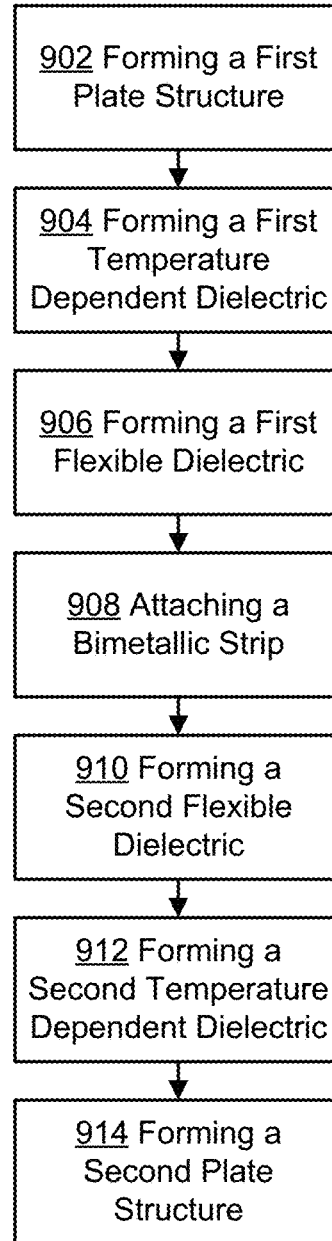 902 Forming a First
Plate Structure
904 Forming a First
Temperature
Dependent Dielectric
906 Forming a First
Flexible Dielectric
908 Attaching a
Bimetallic Strip
910 Forming a
Second Flexible
Dielectric
912 Forming a
Second Temperature
Dependent Dielectric
914 Forming a
Second Plate
Structure